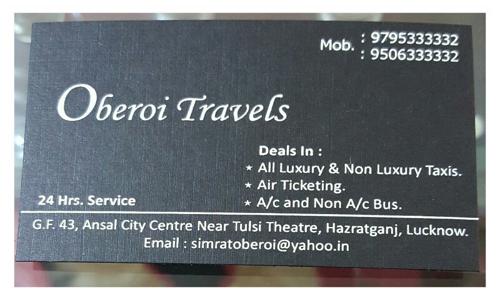 Mob. : 9795333332
: 9506333332
Oberoi Travels
Deals In :
★ All Luxury & Non Luxury Taxis.
★ Air Ticketing.
★ A/c and Non A/c Bus.
24 Hrs. Service
G.F. 43, Ansal City Centre Near Tulsi Theatre, Hazratganj, Lucknow.
Email : simratoberoi@yahoo.in